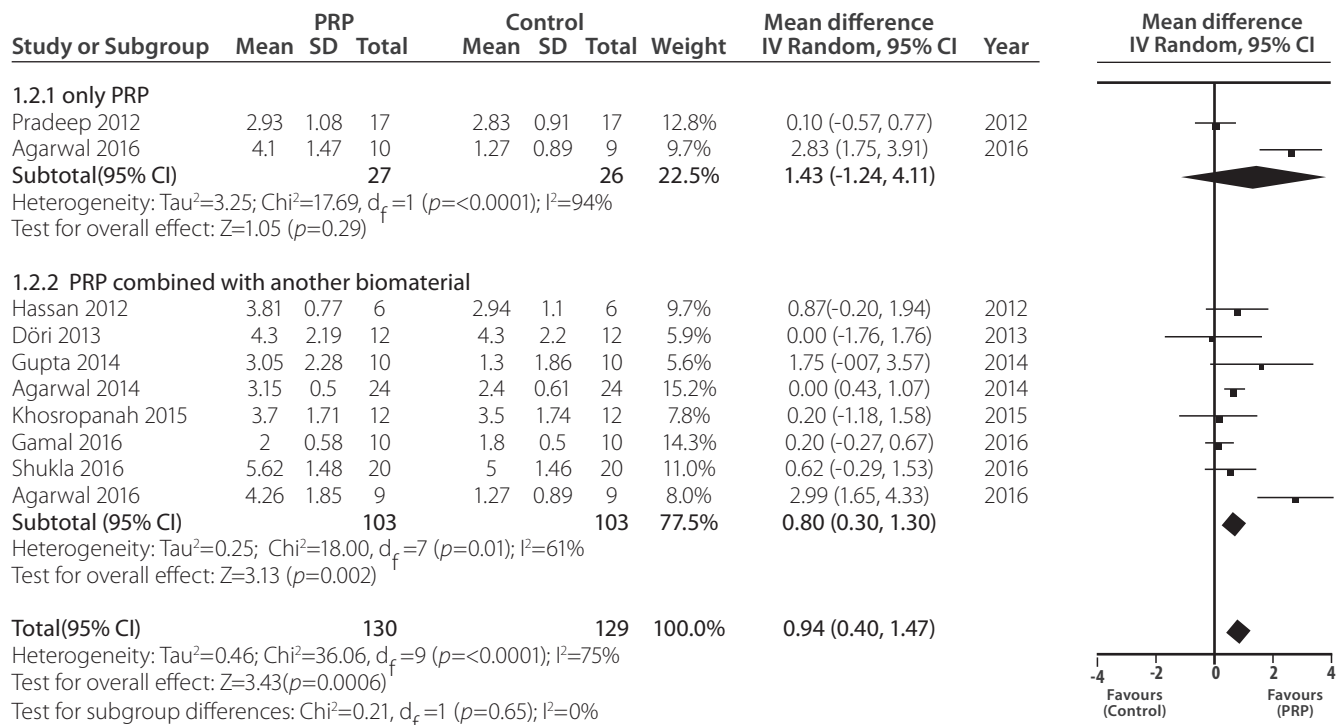 PRP Control Mean difference Mean difference
Study or Subgroup Mean SD Total Mean SD Total Weight IV Random, 95% CI Year IV Random, 95% CI
1.2.1 only PRP
Pradeep 2012 2.93 1.08 17 2.83 0.91 17 12.8% 0.10 (-0.57, 0.77) 2012
Agarwal 2016 4.1 1.47 10 1.27 0.89 9 9.7% 2.83 (1.75, 3.91) 2016
Subtotal(95% CI) 27 26 22.5% 1.43 (-1.24, 4.11)
Heterogeneity: Tau²=3.25; Chi²=17.69, df =1 (p=<0.0001); I²=94%
Test for overall effect: Z=1.05 (p=0.29)
1.2.2 PRP combined with another biomaterial
Hassan 2012 3.81 0.77 6 2.94 1.1 6 9.7% 0.87(-0.20, 1.94) 2012
Döri 2013 4.3 2.19 12 4.3 2.2 12 5.9% 0.00 (-1.76, 1.76) 2013
Gupta 2014 3.05 2.28 10 1.3 1.86 10 5.6% 1.75 (-007, 3.57) 2014
Agarwal 2014 3.15 0.5 24 2.4 0.61 24 15.2% 0.00 (0.43, 1.07) 2014
Khosropanah 2015 3.7 1.71 12 3.5 1.74 12 7.8% 0.20 (-1.18, 1.58) 2015
Gamal 2016 2 0.58 10 1.8 0.5 10 14.3% 0.20 (-0.27, 0.67) 2016
Shukla 2016 5.62 1.48 20 5 1.46 20 11.0% 0.62 (-0.29, 1.53) 2016
Agarwal 2016 4.26 1.85 9 1.27 0.89 9 8.0% 2.99 (1.65, 4.33) 2016
Subtotal (95% CI) 103 103 77.5% 0.80 (0.30, 1.30)
Heterogeneity: Tau²=0.25; Chi²=18.00, df =7 (p=0.01); I²=61%
Test for overall effect: Z=3.13 (p=0.002)
Total(95% CI) 130 129 100.0% 0.94 (0.40, 1.47)
Heterogeneity: Tau²=0.46; Chi²=36.06, df =9 (p=<0.0001); I²=75%
Test for overall effect: Z=3.43(p=0.0006)
Test for subgroup differences: Chi²=0.21, df =1 (p=0.65); I²=0%
-4 -2 0 2 4
Favours Favours
(Control) (PRP)